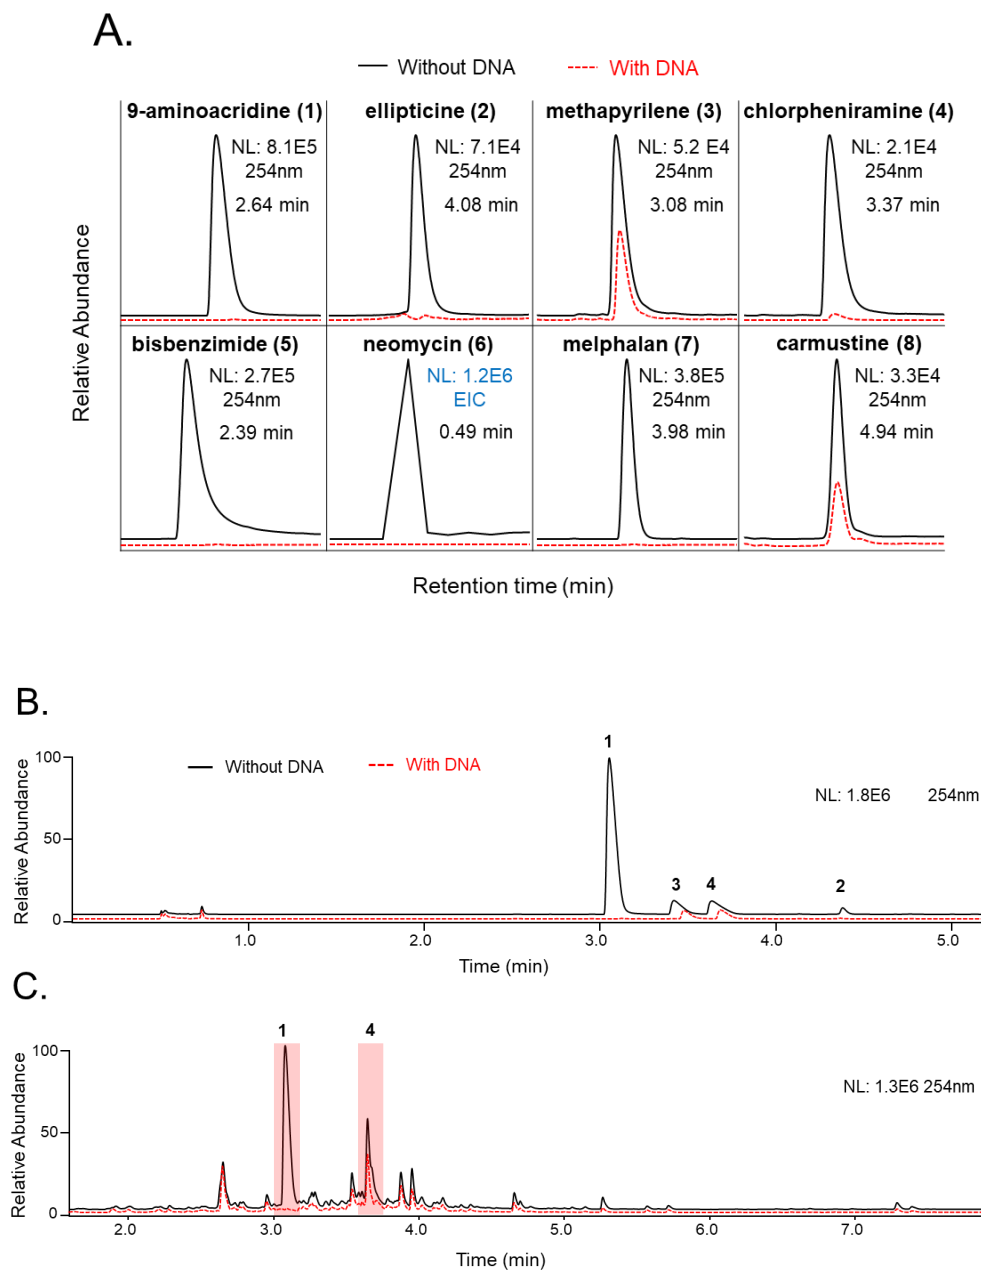 A.
Without DNA With DNA
9-aminoacridine (1) ellipticine (2) methapyrilene (3) chlorpheniramine (4)
NL: 8.1E5 NL: 7.1E4 NL: 5.2 E4 NL: 2.1E4
254nm 254nm 254nm 254nm
2.64 min 4.08 min 3.08 min 3.37 min
Relative Abundance
bisbenzimide (5) neomycin (6) melphalan (7) carmustine (8)
NL: 2.7E5 NL: 1.2E6 NL: 3.8E5 NL: 3.3E4
254nm EIC 254nm 254nm
2.39 min 0.49 min 3.98 min 4.94 min
Retention time (min)
B.
1
100 Without DNA With DNA
NL: 1.8E6 254nm
Relative Abundance
50
3 4 2
0
1.0 2.0 3.0 4.0 5.0
Time (min)
C.
1 4
100
NL: 1.3E6 254nm
Relative Abundance
50
0
2.0 3.0 4.0 5.0 6.0 7.0
Time (min)